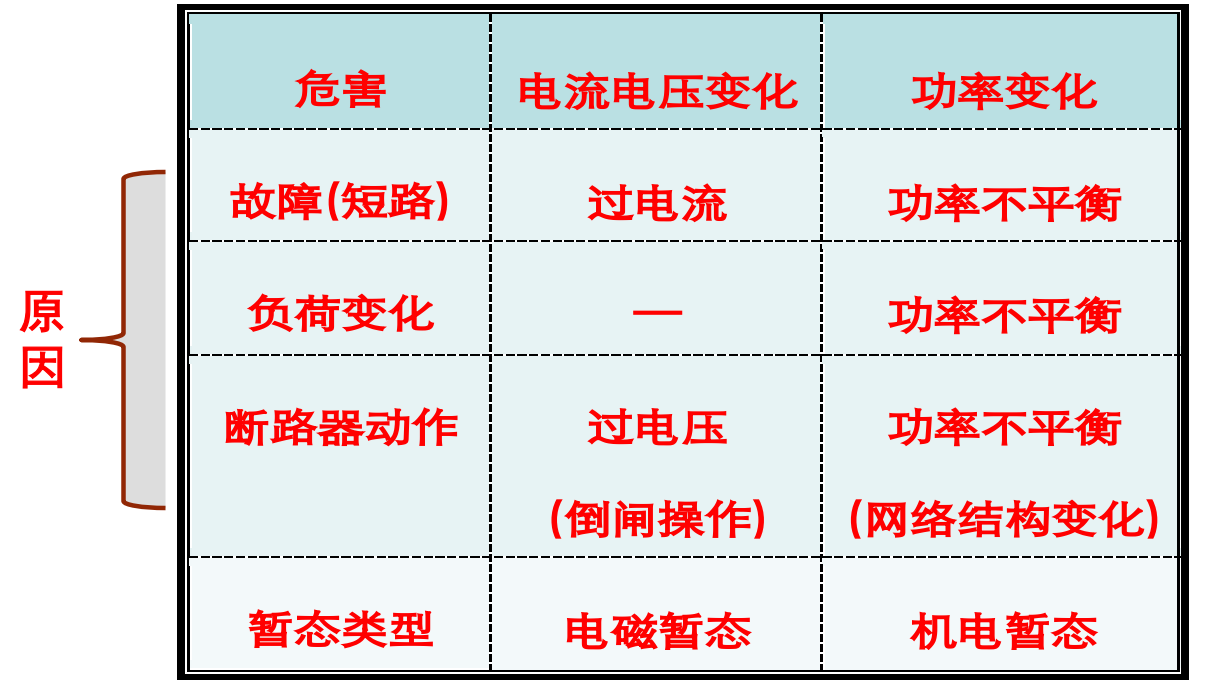 危害 电流电压变化 功率变化
故障(短路) 过电流 功率不平衡
原因
负荷变化 — 功率不平衡
断路器动作 过电压 功率不平衡
(倒闸操作) (网络结构变化)
暂态类型 电磁暂态 机电暂态